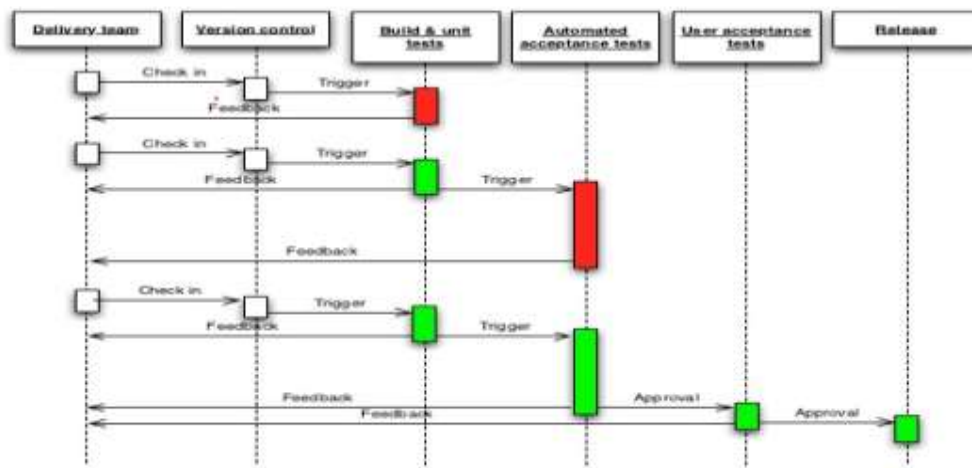 Delivery team
Version control
Build & unit
tests
Automated
acceptance tests
User acceptance
tests
Release
Check in
Trigger
Feedback
Check in
Trigger
Feedback
Trigger
Feedback
Check in
Trigger
Feedback
Trigger
Feedback
Approval
Feedback
Approval